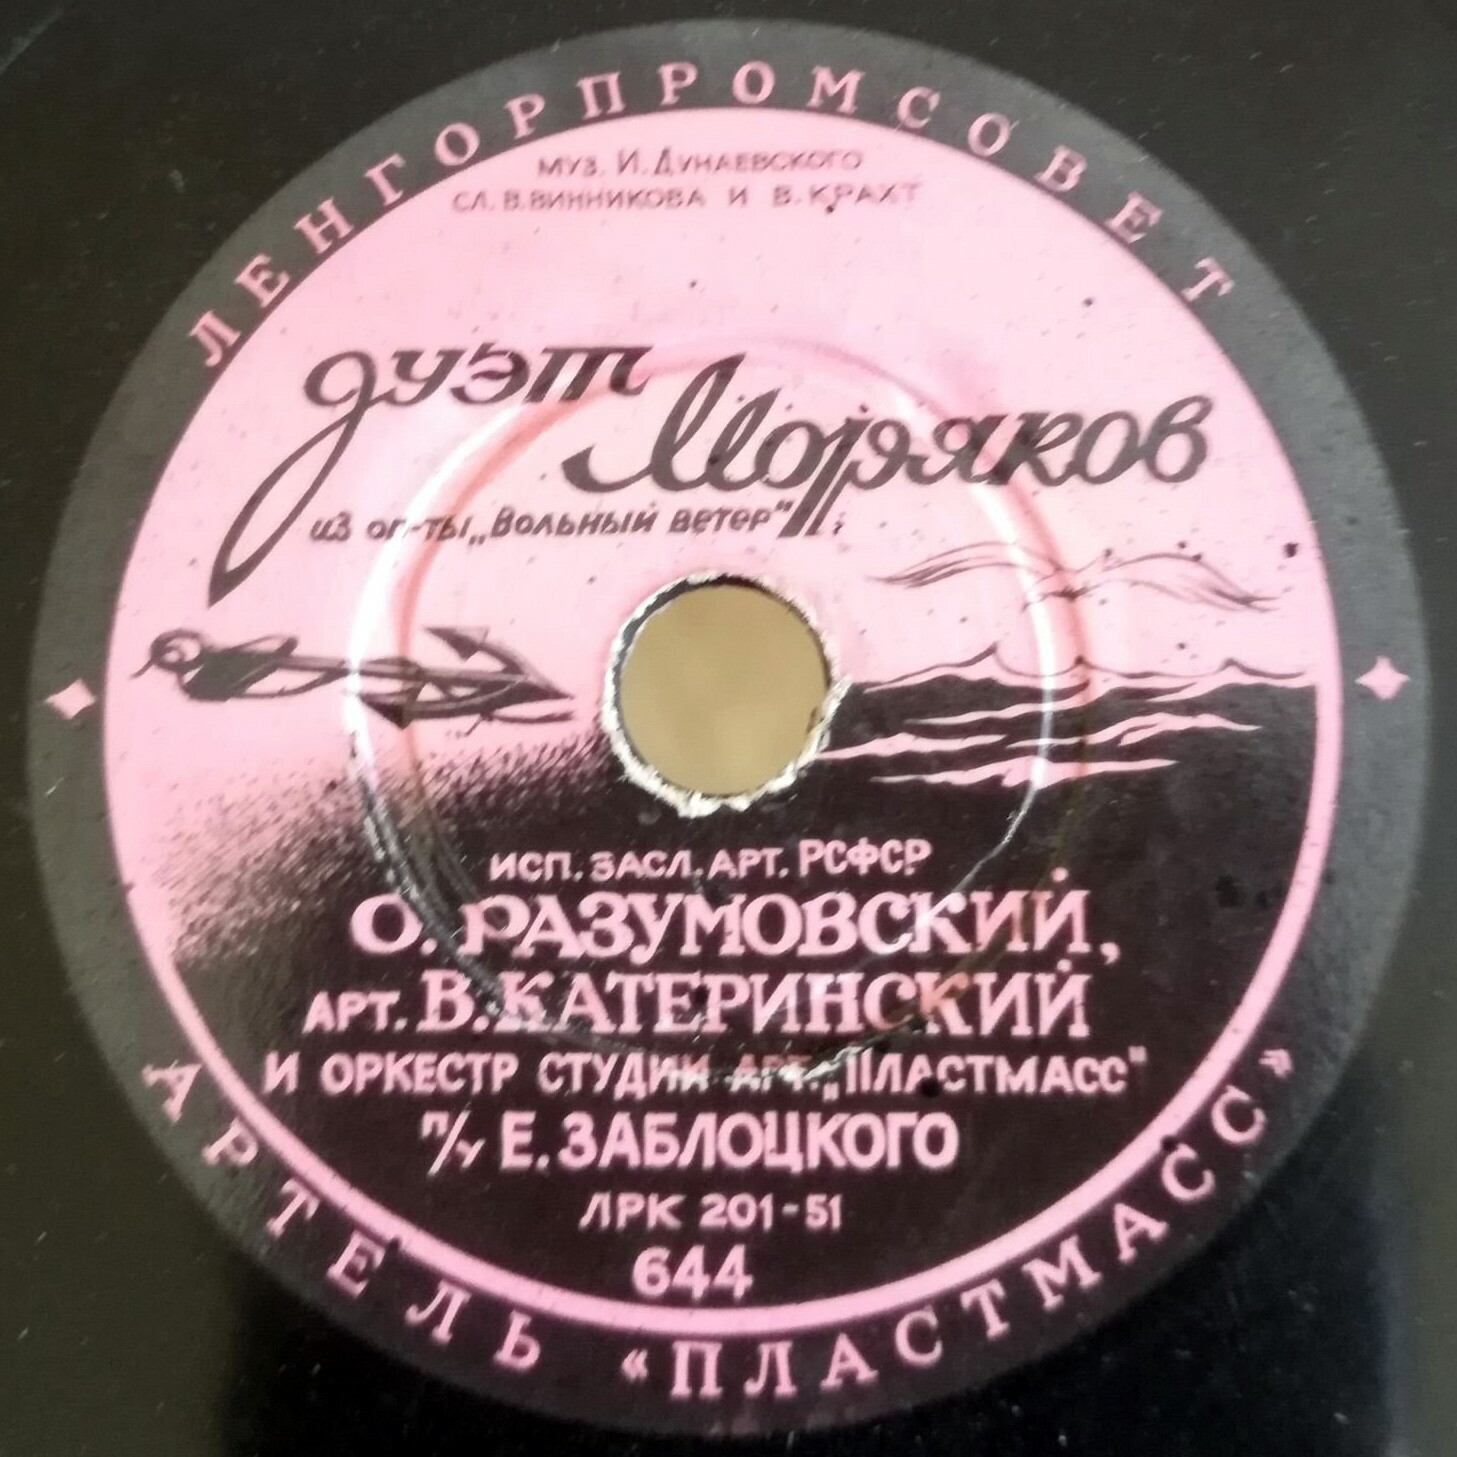 ЛЕНГОРПРОМСОВЕТ
МУЗ. И. ДУНАЕВСКОГО
СЛ. В. ВИННИКОВА И В. КРАХТ
ДУЭТ
Моряков
из оп-ты „Вольный ветер"
ИСП. ЗАСЛ. АРТ. РСФСР
О. РАЗУМОВСКИЙ,
АРТ. В. КАТЕРИНСКИЙ
И ОРКЕСТР СТУДИИ АРТ. „ПЛАСТМАСС"
П/У Е. ЗАБЛОЦКОГО
ЛРК 201-51
644
АРТЕЛЬ «ПЛАСТМАСС»